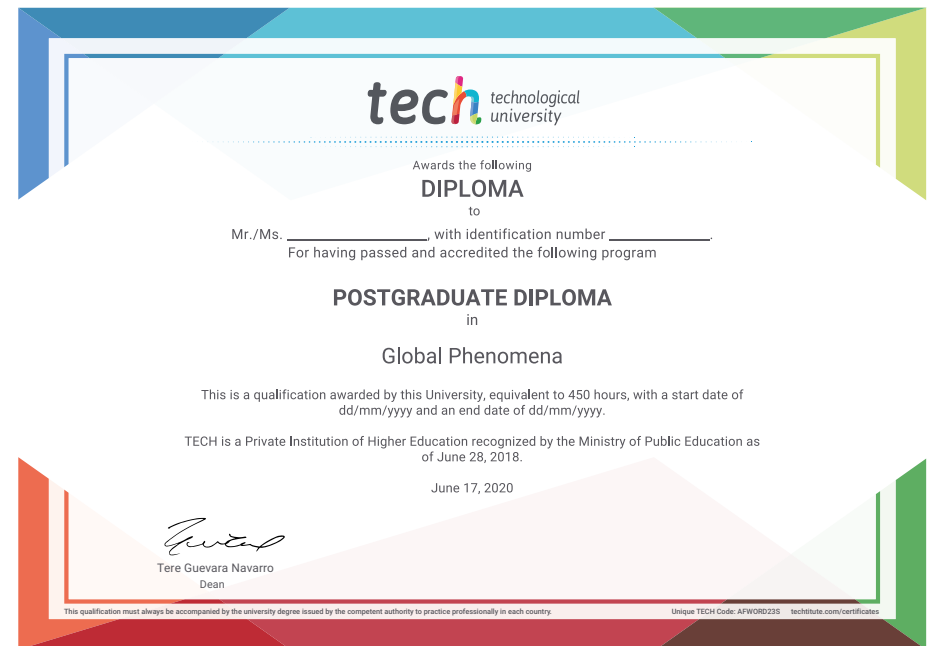 tech technological
university
Awards the following
DIPLOMA
to
Mr./Ms. ____________________, with identification number ______________.
For having passed and accredited the following program
POSTGRADUATE DIPLOMA
in
Global Phenomena
This is a qualification awarded by this University, equivalent to 450 hours, with a start date of
dd/mm/yyyy and an end date of dd/mm/yyyy.
TECH is a Private Institution of Higher Education recognized by the Ministry of Public Education as
of June 28, 2018.
June 17, 2020
Tere Guevara Navarro
Dean
This qualification must always be accompanied by the university degree issued by the competent authority to practice professionally in each country. Unique TECH Code: AFWORD23S techtitute.com/certificates